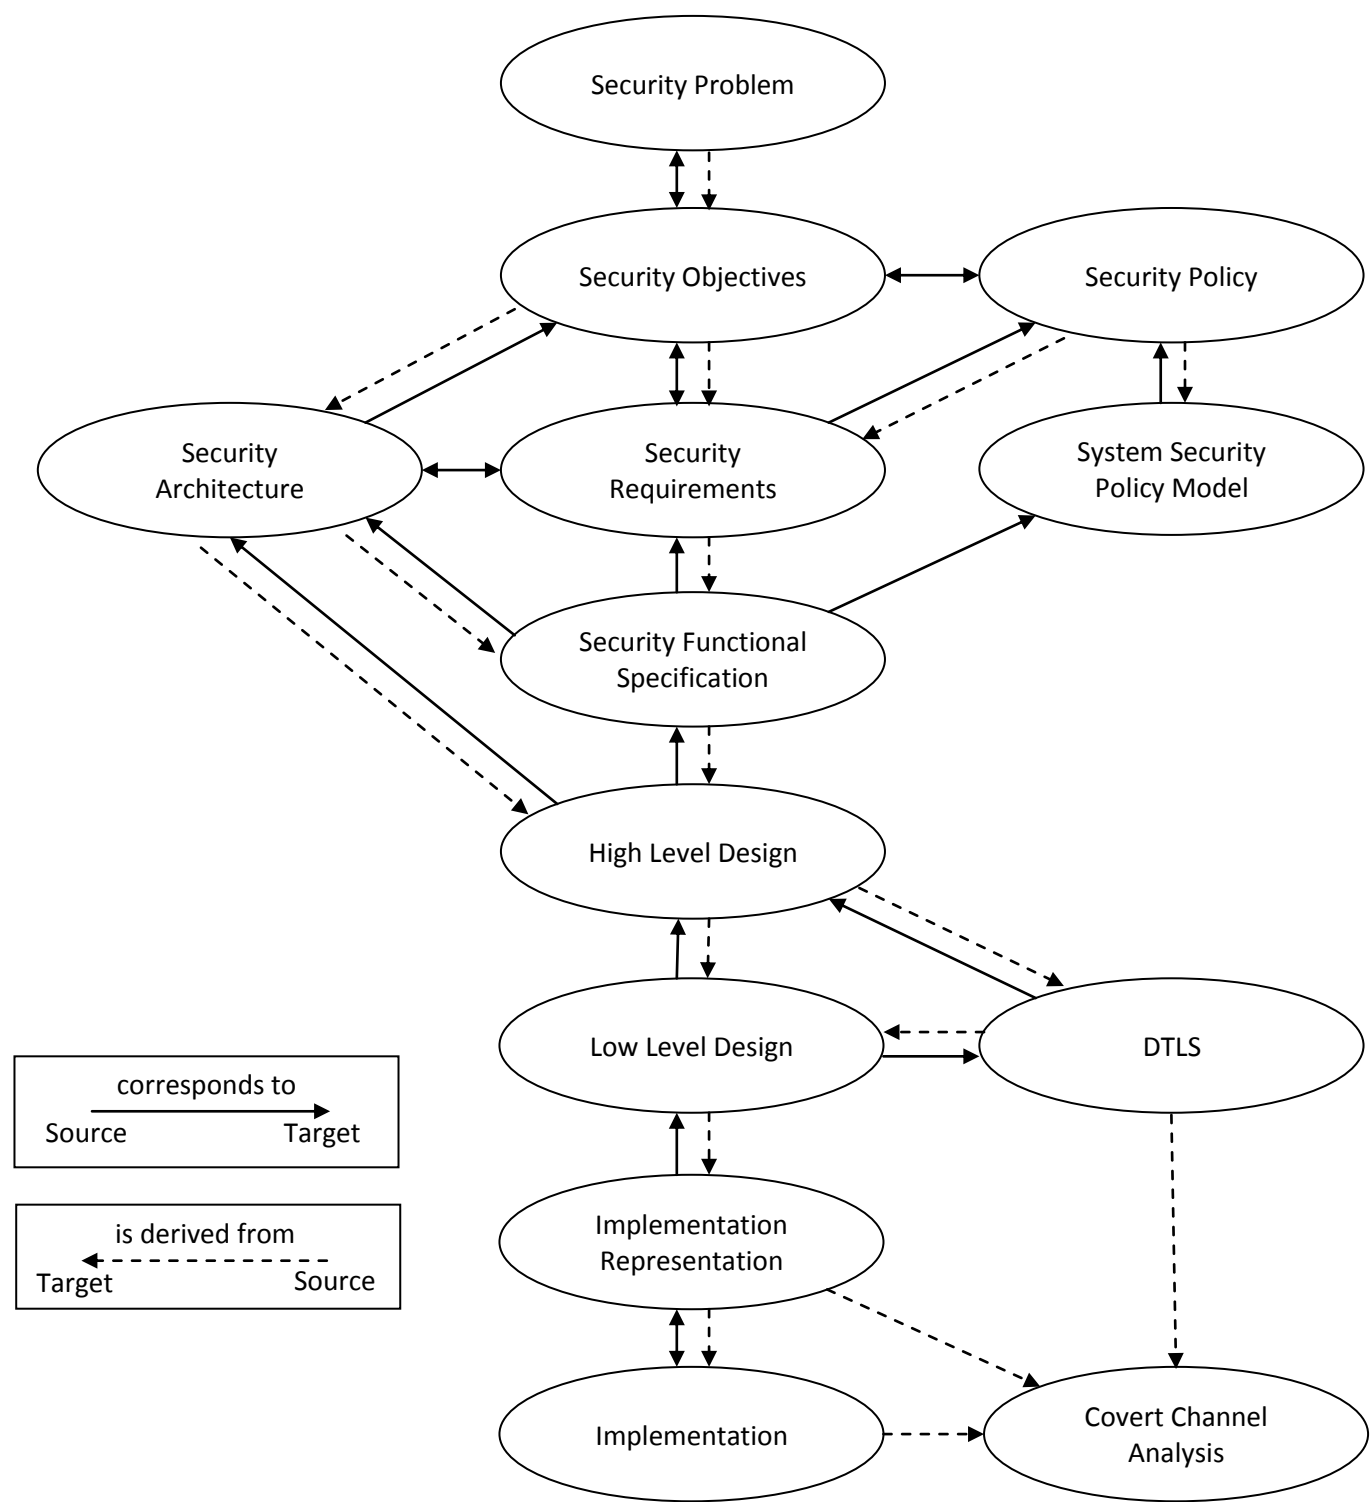 Security Problem
Security Objectives
Security Policy
Security
Architecture
Security
Requirements
System Security
Policy Model
Security Functional
Specification
High Level Design
Low Level Design
DTLS
corresponds to
Source
Target
Implementation
Representation
is derived from
Target
Source
Implementation
Covert Channel
Analysis